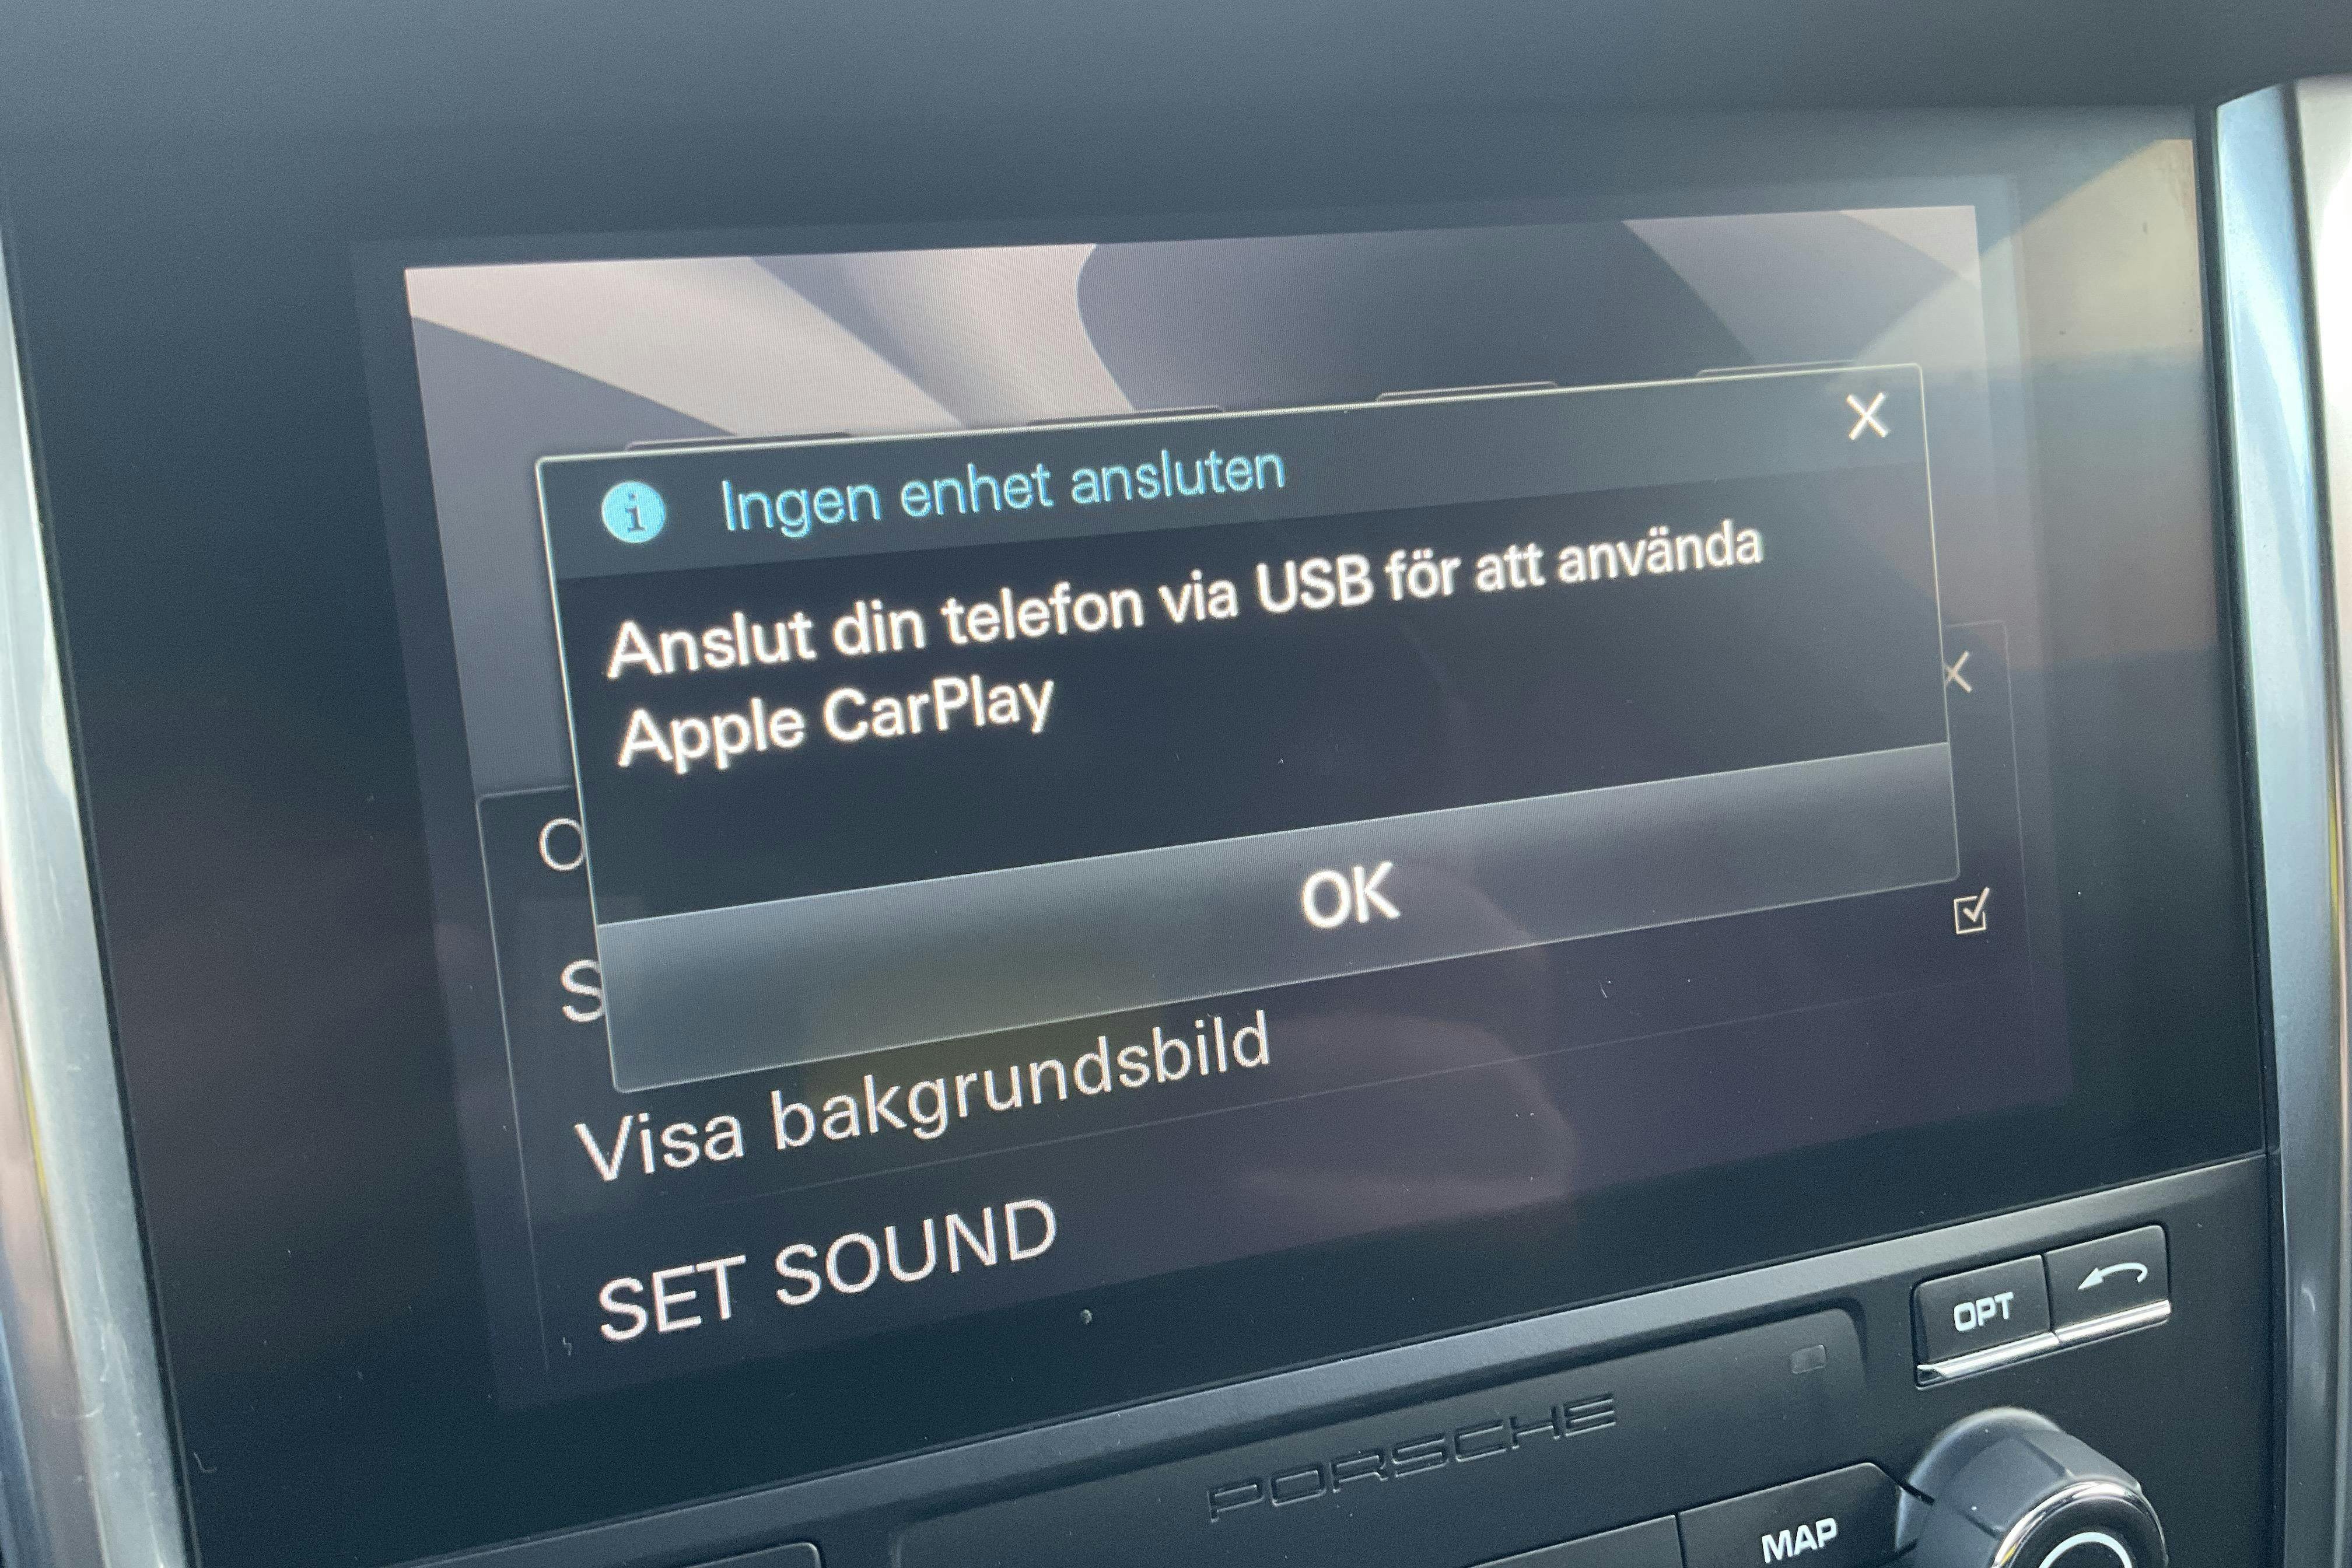 Ingen enhet ansluten
Anslut din telefon via USB för att använda
Apple CarPlay
OK
Visa bakgrundsbild
SET SOUND
OPT
PORSCHE
MAP